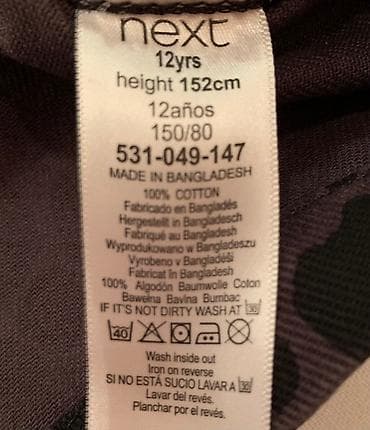 next
12yrs
height 152cm
12años
150/80
531-049-147
MADE IN BANGLADESH
100% COTTON
Fabricado en Bangladés
Hergestellt in Bangladesch
Fabriqué au Bangladesh
Wyprodukowano w Bangladeszu
Vyrobeno v Bangladéši
Fabricat în Bangladesh
100% Algodón Baumwolle Coton
Bawełna Bavlna Bumbac
IF IT'S NOT DIRTY WASH AT 30
40
Wash inside out
Iron on reverse
SI NO ESTÁ SUCIO LAVAR A 30
Lavar del revés.
Planchar por el revés.